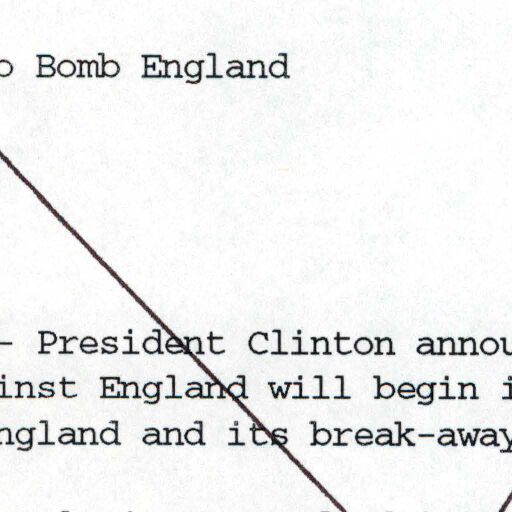 o Bomb England
- President Clinton annou
inst England will begin i
ngland and its break-away